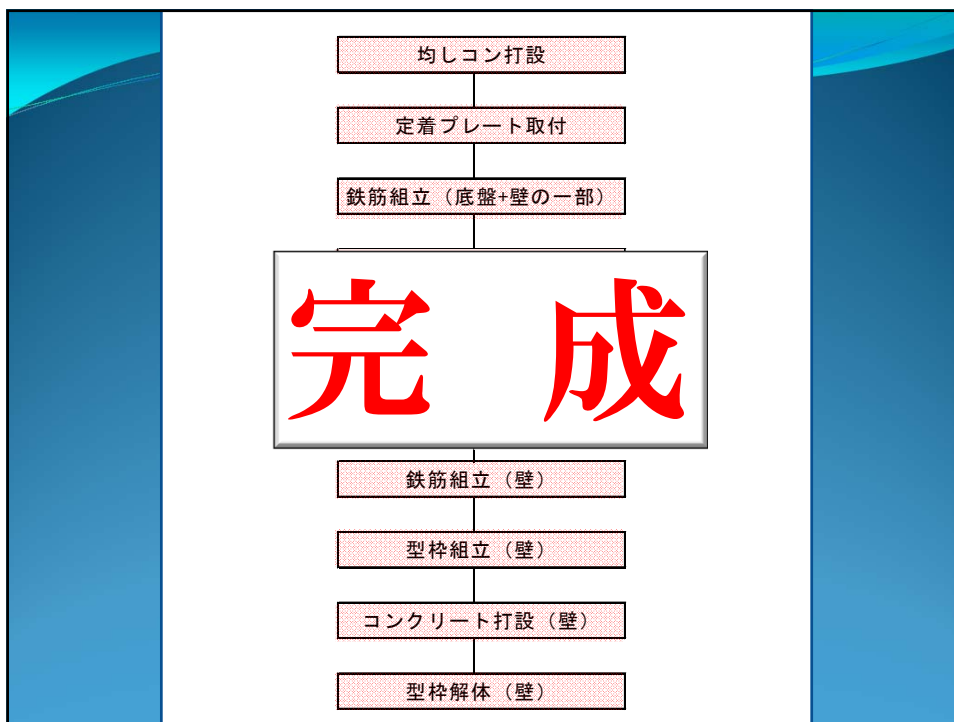 均しコン打設
定着プレート取付
鉄筋組立（底盤+壁の一部）
完 成
鉄筋組立（壁）
型枠組立（壁）
コンクリート打設（壁）
型枠解体（壁）